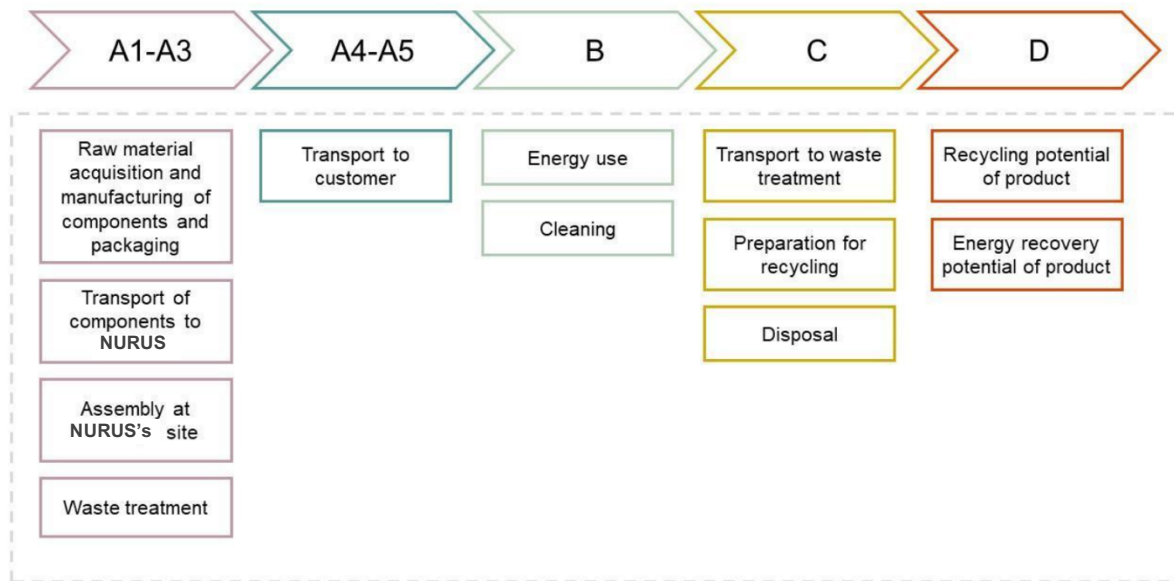 A1-A3
A4-A5
B
C
D
Raw material
acquisition and
manufacturing of
components and
packaging
Transport of
components to
NURUS
Assembly at
NURUS's site
Waste treatment
Transport to
customer
Energy use
Cleaning
Transport to waste
treatment
Preparation for
recycling
Disposal
Recycling potential
of product
Energy recovery
potential of product